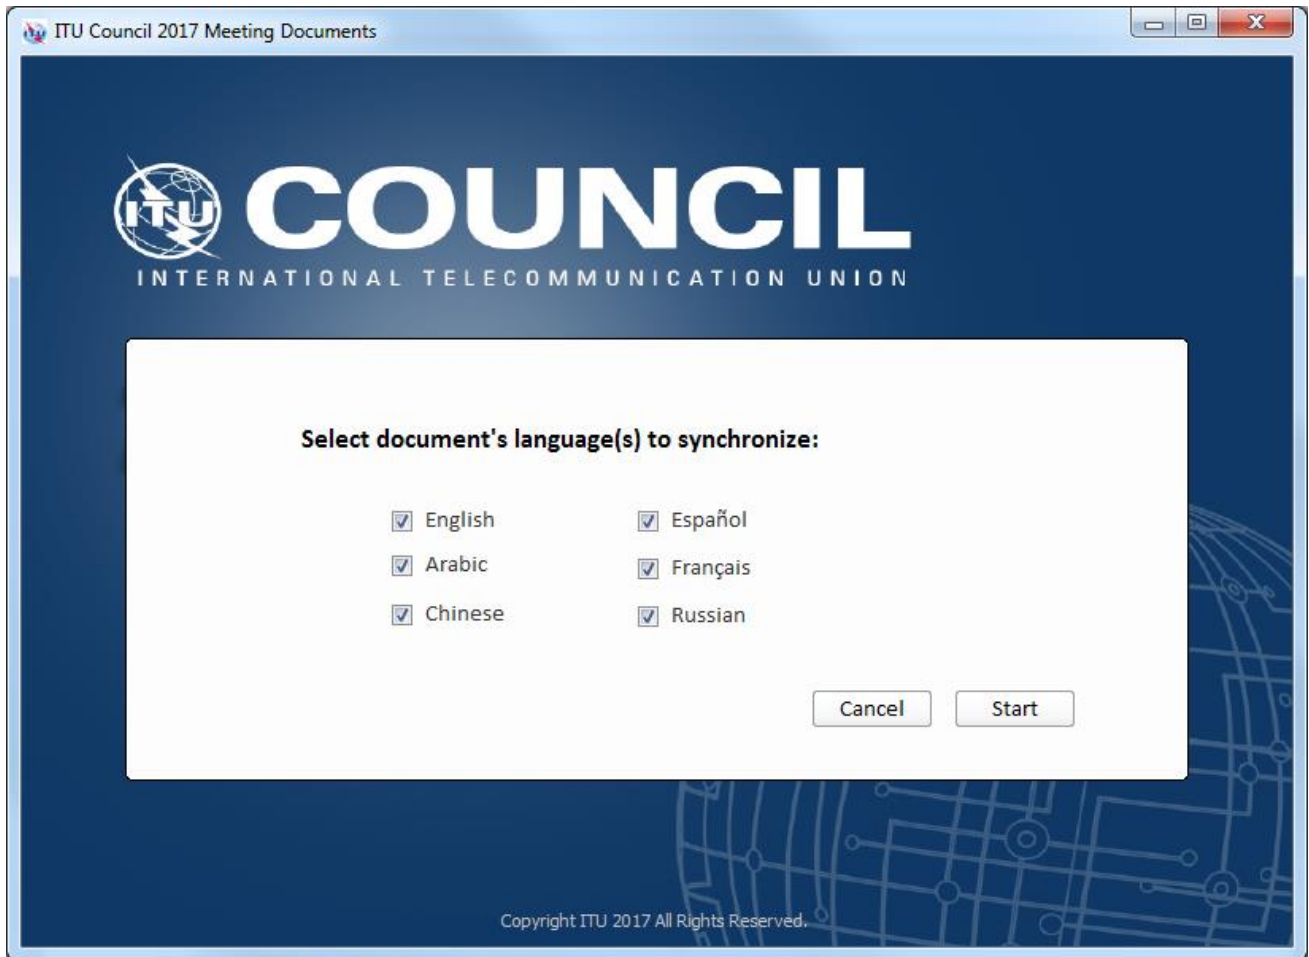 ITU Council 2017 Meeting Documents
ITU
COUNCIL
INTERNATIONAL TELECOMMUNICATION UNION
Select document's language(s) to synchronize:
English
Español
Arabic
Français
Chinese
Russian
Cancel
Start
Copyright ITU 2017 All Rights Reserved.